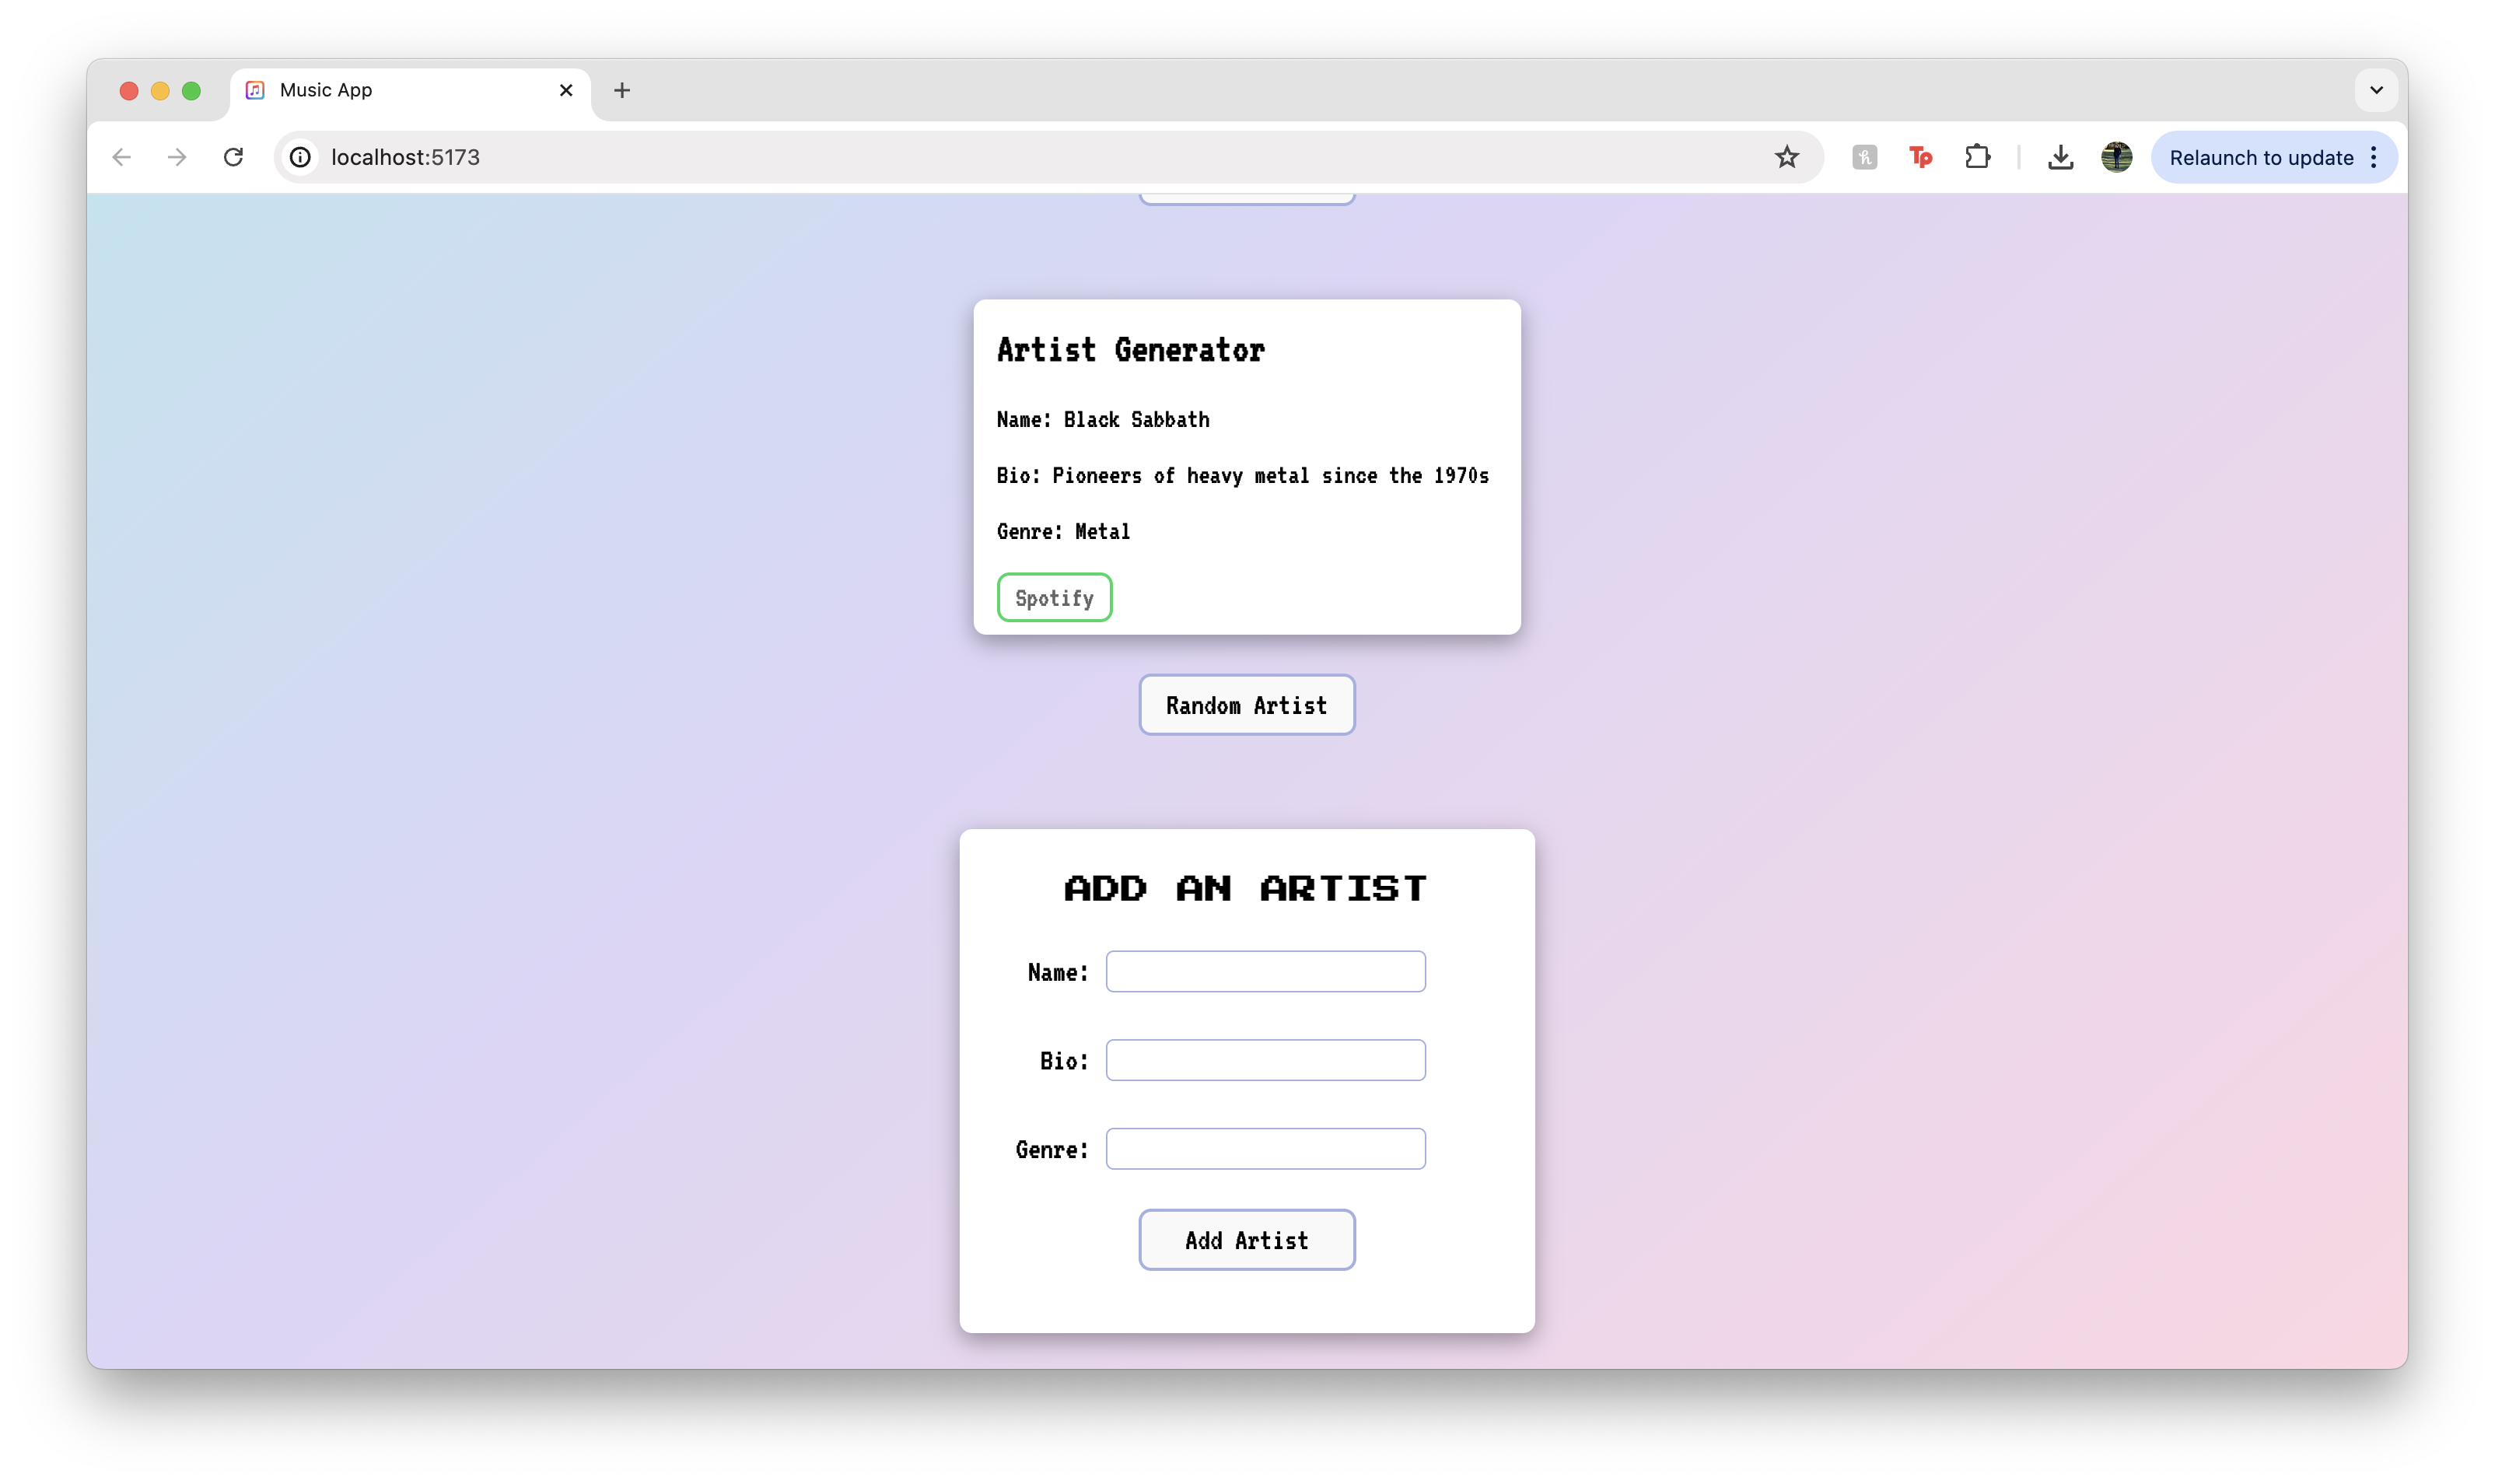 Music App
localhost:5173
Tp
Relaunch to update
Artist Generator
Name: Black Sabbath
Bio: Pioneers of heavy metal since the 1970s
Genre: Metal
Spotify
Random Artist
ADD AN ARTIST
Name:
Bio:
Genre:
Add Artist